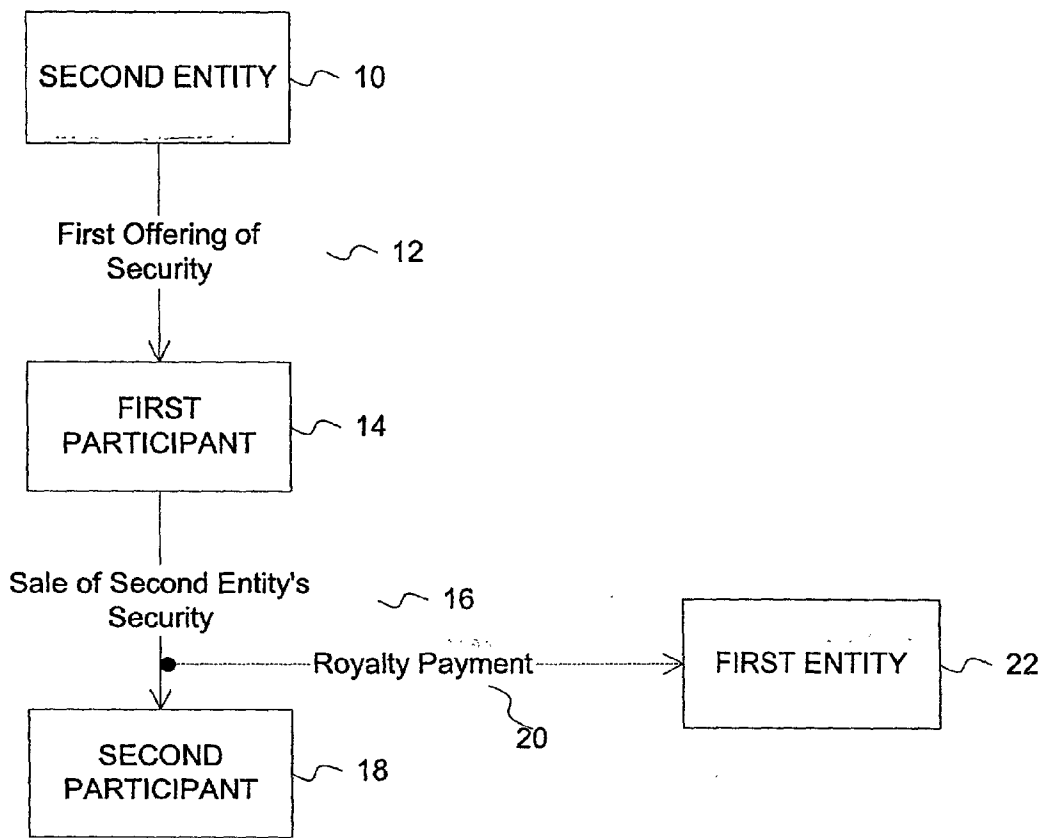 SECOND ENTITY
10
First Offering of
Security
12
FIRST
PARTICIPANT
14
Sale of Second Entity's
Security
16
Royalty Payment
20
FIRST ENTITY
22
SECOND
PARTICIPANT
18